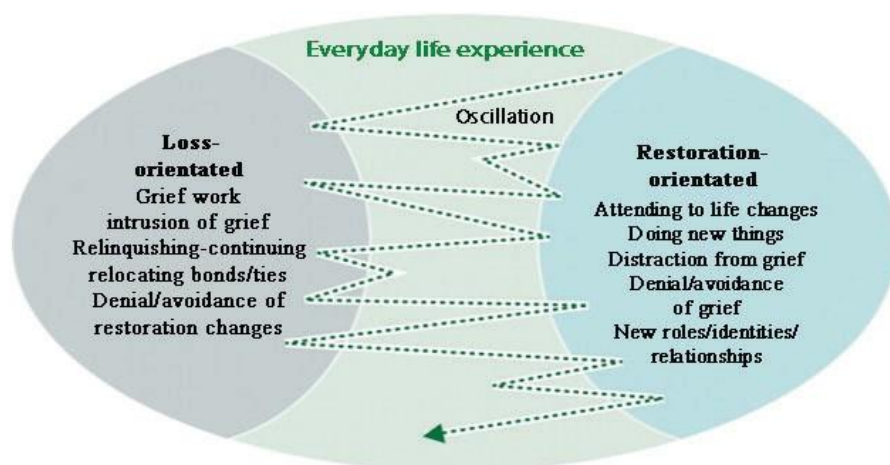 Everyday life experience
Oscillation
Loss-
orientated
Grief work
intrusion of grief
Relinquishing-continuing
relocating bonds/ties
Denial/avoidance of
restoration changes
Restoration-
orientated
Attending to life changes
Doing new things
Distraction from grief
Denial/avoidance
of grief
New roles/identities/
relationships